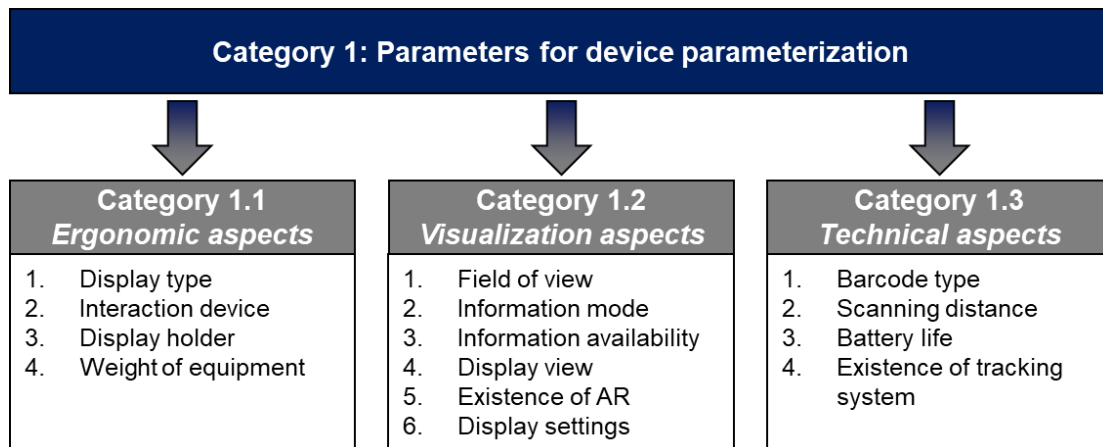 Category 1: Parameters for device parameterization
Category 1.1
Ergonomic aspects
1. Display type
2. Interaction device
3. Display holder
4. Weight of equipment
Category 1.2
Visualization aspects
1. Field of view
2. Information mode
3. Information availability
4. Display view
5. Existence of AR
6. Display settings
Category 1.3
Technical aspects
1. Barcode type
2. Scanning distance
3. Battery life
4. Existence of tracking
system